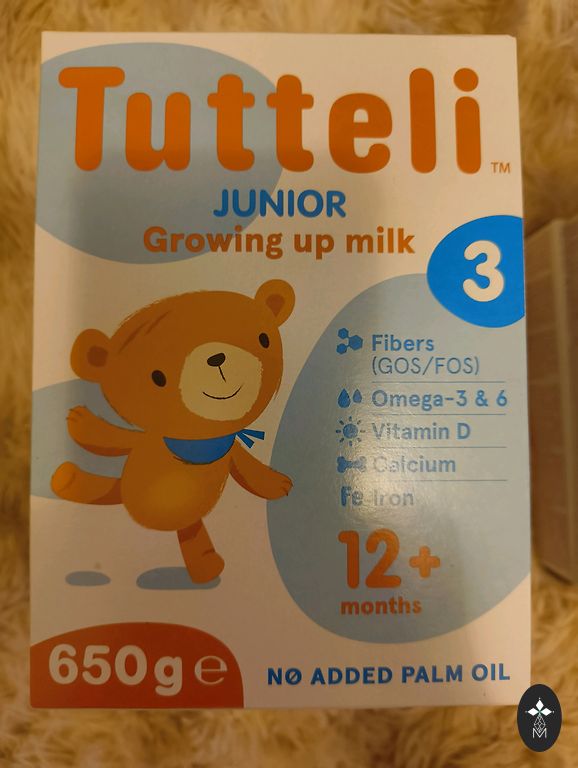 Tutteli
TM
JUNIOR
Growing up milk
3
Fibers
(GOS/FOS)
Omega-3 & 6
Vitamin D
Calcium
Fe Iron
12+
months
650g e
NØ ADDED PALM OIL
M